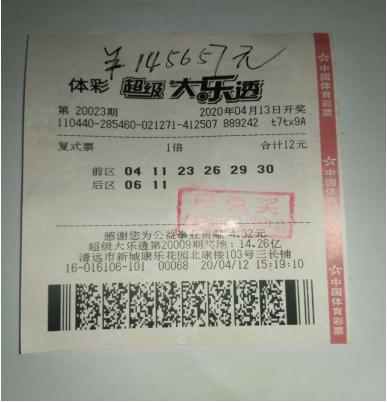 ¥145657元
体彩 超级大乐透
第 20023期 2020年04月13日开奖
110440-285460-021271-412507 889242 t7tx9A
复式票 1倍 合计12元
前区 04 11 23 26 29 30
后区 06 11
已兑奖
感谢您为公益事业贡献 4.32元
超级大乐透第20009期奖池：14.26亿
清远市新城康乐花园北康楼103号三长铺
16-016106-101 00068 20/04/12 15:19:10
中国体育彩票
中国体育彩票
中国体育彩票